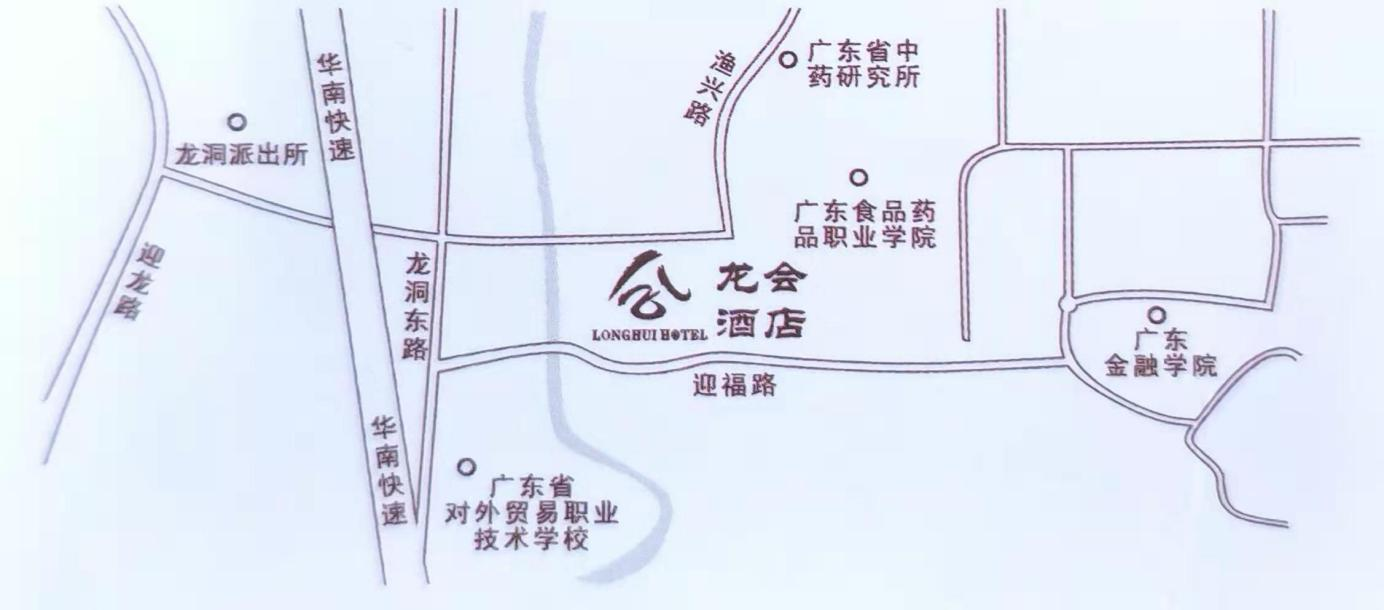 华南快速
渔兴路
广东省中
药研究所
龙洞派出所
广东食品药
品职业学院
迎龙路
龙洞东路
龙会
酒店
LONGHUI HOTEL
广东
金融学院
迎福路
华南快速
广东省
对外贸易职业
技术学校